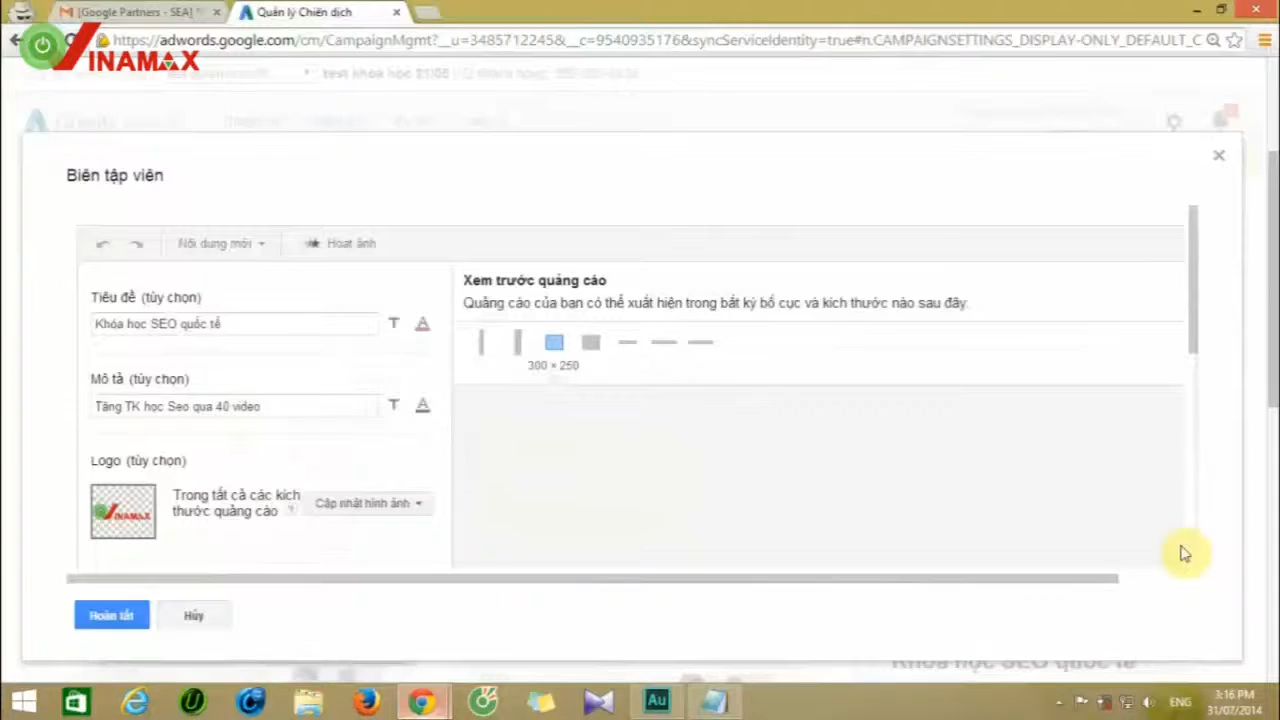 [Google Partners - SEA]
Quản lý Chiến dịch
https://adwords.google.com/cm/CampaignMgmt?__u=3485712245&__c=9540935176&syncServiceIdentity=true#n.CAMPAIGNSETTINGS_DISPLAY-ONLY_DEFAULT_C
VINAMAX
Biên tập viên
Nội dung mới
Hoạt ảnh
Tiêu đề (tùy chọn)
Khóa học SEO quốc tế
Mô tả (tùy chọn)
Tăng TK học Seo qua 40 video
Logo (tùy chọn)
VINAMAX
Trong tất cả các kích
thước quảng cáo ?
Cập nhật hình ảnh
Xem trước quảng cáo
Quảng cáo của bạn có thể xuất hiện trong bất kỳ bố cục và kích thước nào sau đây.
300 × 250
Hoàn tất
Hủy
Khóa học SEO quốc tế
Au
ENG
3:16 PM
31/07/2014